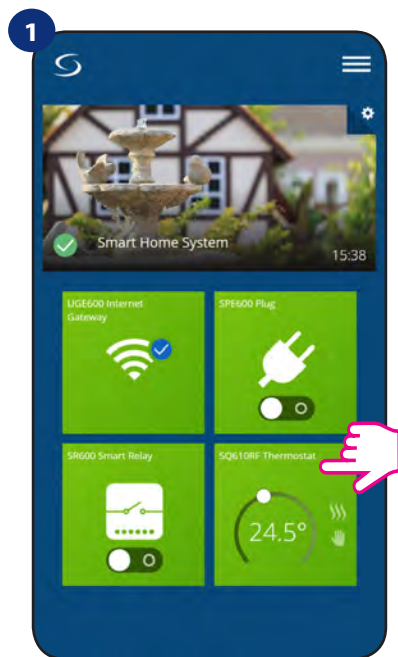 1
Smart Home System
15:38
UGE600 Internet
Gateway
SPE600 Plug
SR600 Smart Relay
SQ610RF Thermostat
24.5°